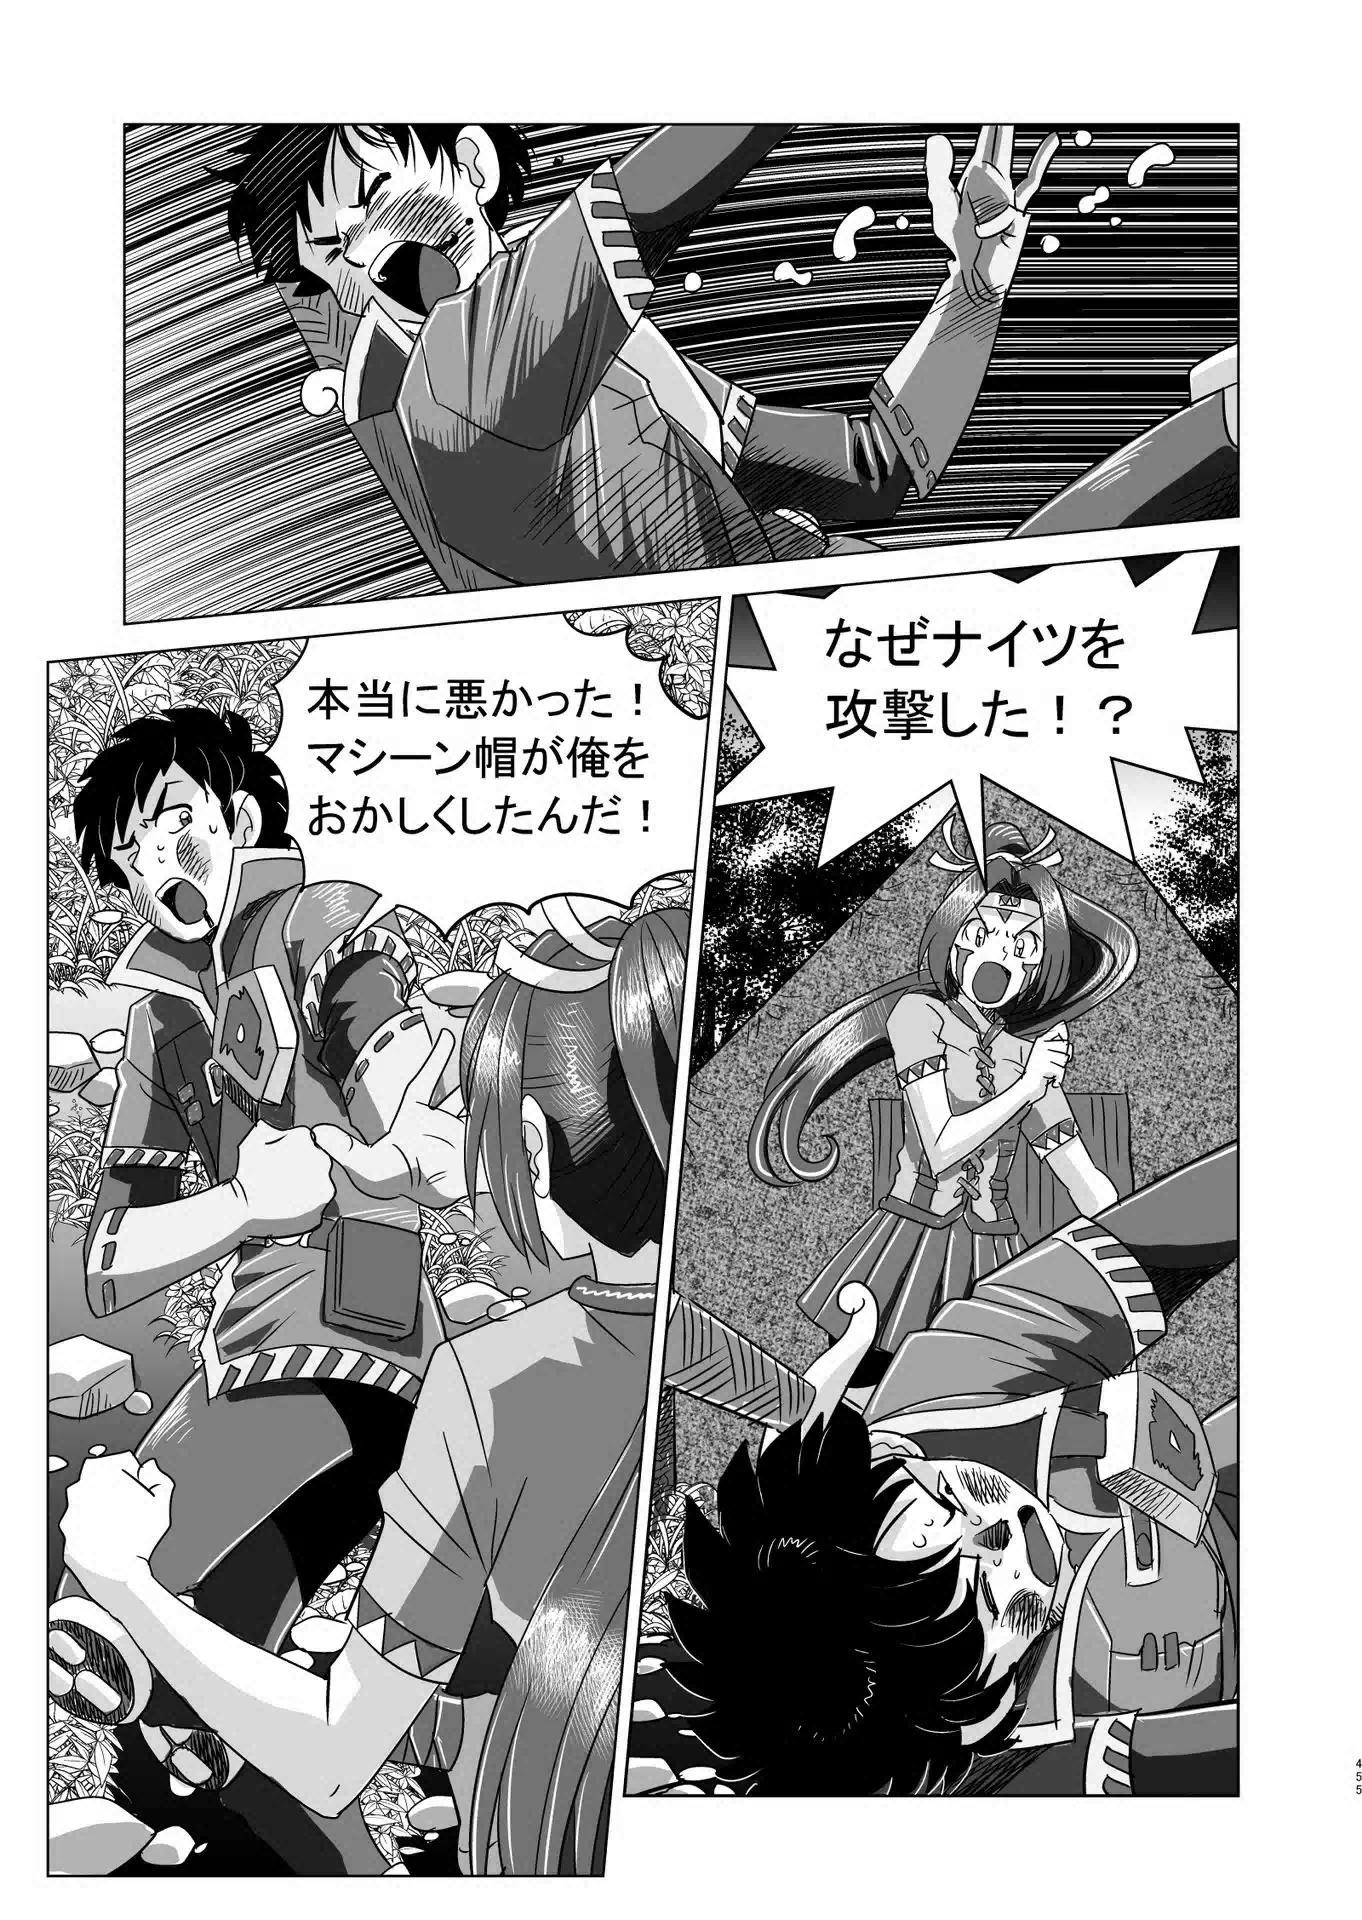 なぜナイツを
攻撃した！？
本当に悪かった！
マシーン帽が俺を
おかしくしたんだ！
455